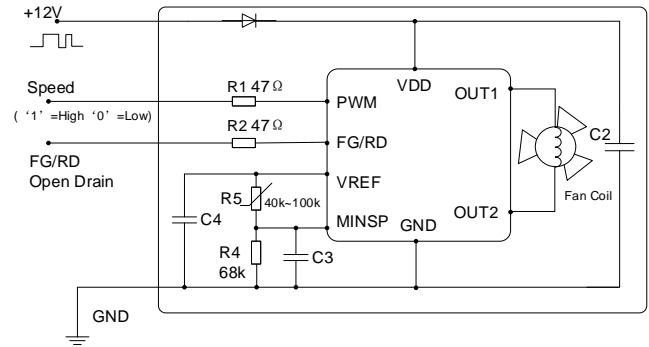 +12V
Speed
( ‘1’ =High ‘0’ =Low)
FG/RD
Open Drain
R1 47Ω
R2 47Ω
VDD
OUT1
PWM
FG/RD
VREF
MINSP
GND
OUT2
C2
Fan Coil
R5
40k~100k
C4
R4
68k
C3
GND